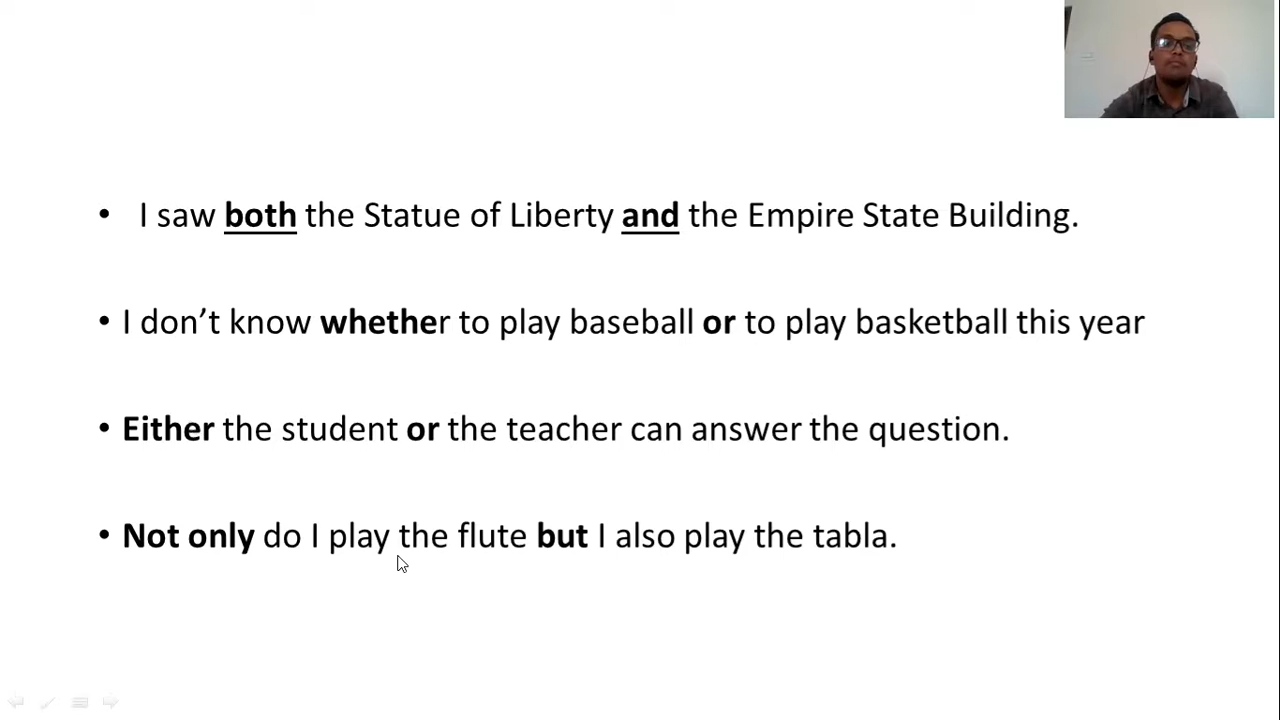 • I saw both the Statue of Liberty and the Empire State Building.
• I don’t know whether to play baseball or to play basketball this year
• Either the student or the teacher can answer the question.
• Not only do I play the flute but I also play the tabla.